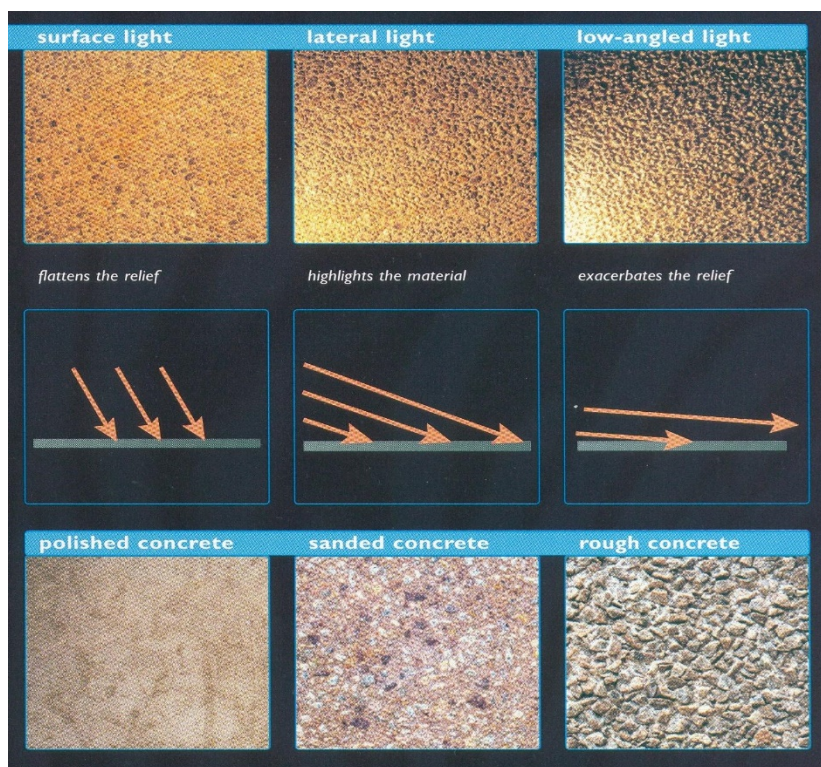 surface light
lateral light
low-angled light
flattens the relief
highlights the material
exacerbates the relief
polished concrete
sanded concrete
rough concrete